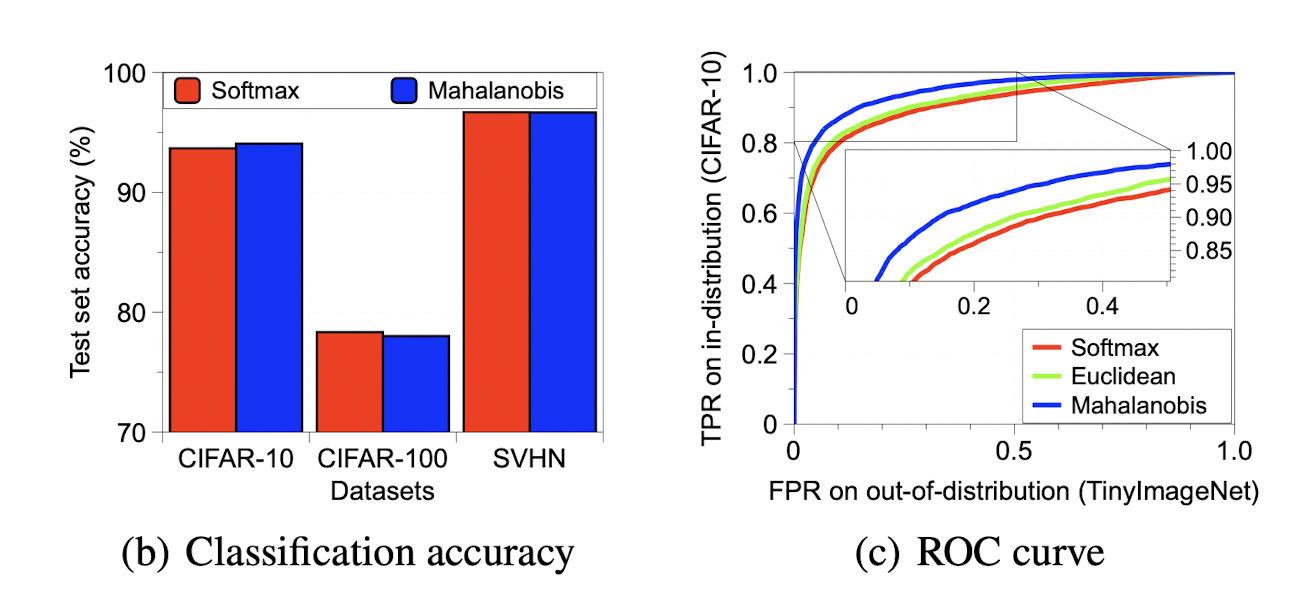 100
90
80
70
Test set accuracy (%)
Softmax
Mahalanobis
CIFAR-10
CIFAR-100
SVHN
Datasets
(b) Classification accuracy
TPR on in-distribution (CIFAR-10)
1.0
0.8
0.6
0.4
0.2
0
1.00
0.95
0.90
0.85
0
0.2
0.4
Softmax
Euclidean
Mahalanobis
0
0.5
1.0
FPR on out-of-distribution (TinyImageNet)
(c) ROC curve